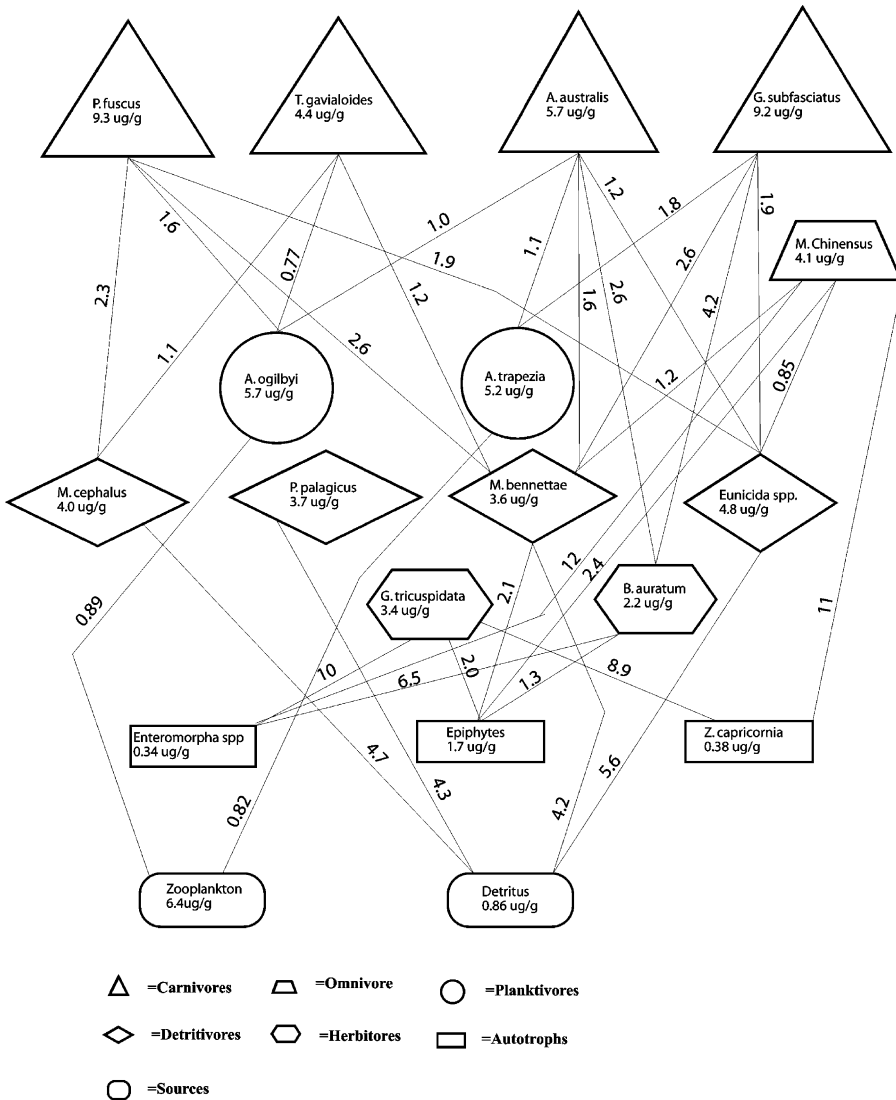 P. fuscus
9.3 ug/g
T. gavialoides
4.4 ug/g
A. australis
5.7 ug/g
G. subfasciatus
9.2 ug/g
1.6
1.0
1.2
1.8
1.9
M. Chinensus
4.1 ug/g
2.3
0.77
1.9
1.1
2.6
1.1
1.2
2.6
1.6
2.6
4.2
1.2
0.85
A. ogilbyi
5.7 ug/g
A. trapezia
5.2 ug/g
M. cephalus
4.0 ug/g
P. palagicus
3.7 ug/g
M. bennettae
3.6 ug/g
Eunicida spp.
4.8 ug/g
0.89
G. tricuspidata
3.4 ug/g
2.1
12
2.4
B. auratum
2.2 ug/g
11
10
6.5
2.0
1.3
8.9
Enteromorpha spp
0.34 ug/g
Epiphytes
1.7 ug/g
Z. capricornia
0.38 ug/g
0.82
4.7
4.3
4.2
5.6
Zooplankton
6.4ug/g
Detritus
0.86 ug/g
=Carnivores
=Omnivore
=Planktivores
=Detritivores
=Herbitores
=Autotrophs
=Sources